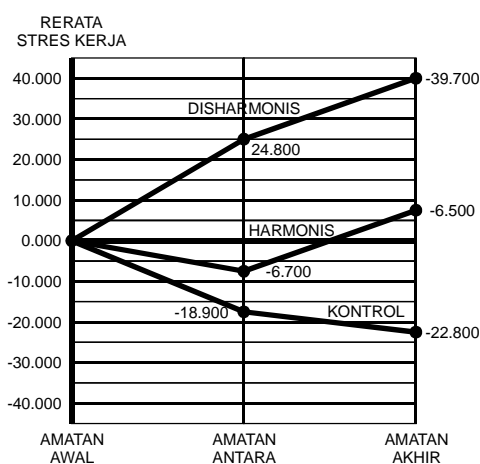 RERATA
STRES KERJA
40.000
-39.700
DISHARMONIS
30.000
24.800
20.000
10.000
-6.500
0.000
HARMONIS
-6.700
-10.000
-18.900
KONTROL
-20.000
-22.800
-30.000
-40.000
AMATAN
AWAL
AMATAN
ANTARA
AMATAN
AKHIR